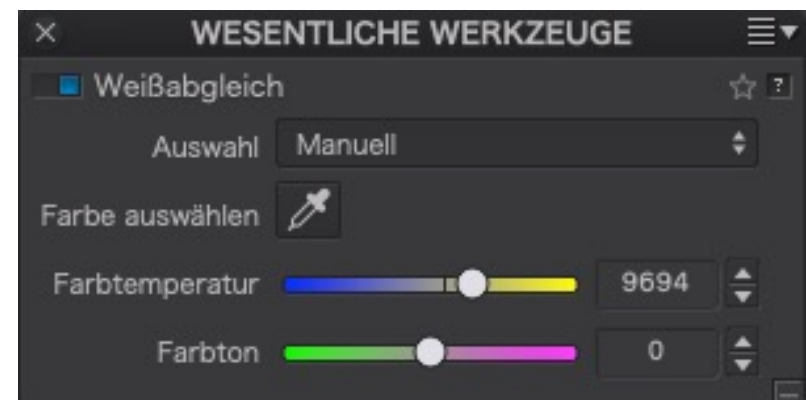 WESENTLICHE WERKZEUGE
Weißabgleich ?
Auswahl Manuell
Farbe auswählen
Farbtemperatur 9694
Farbton 0